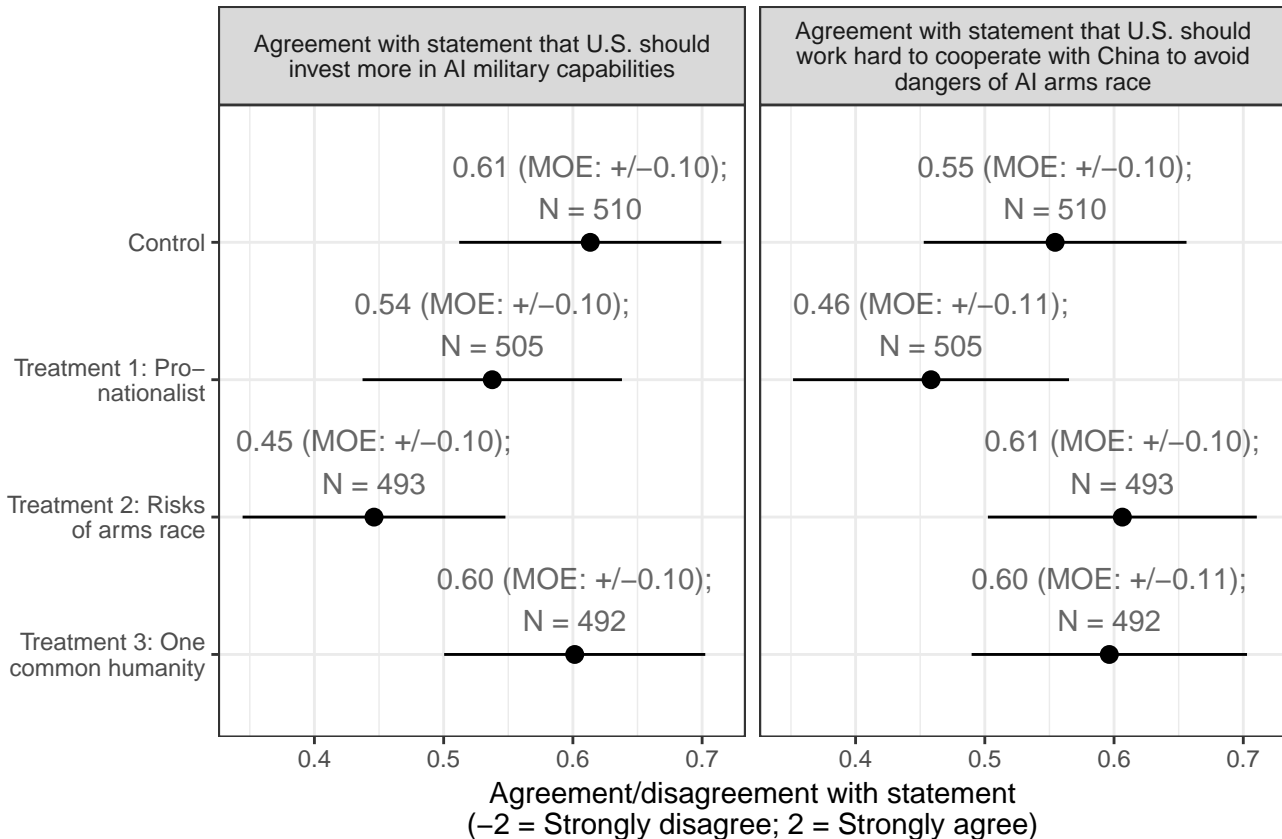 Agreement with statement that U.S. should
invest more in AI military capabilities
Agreement with statement that U.S. should
work hard to cooperate with China to avoid
dangers of AI arms race
Control
0.61 (MOE: +/−0.10);
N = 510
0.55 (MOE: +/−0.10);
N = 510
Treatment 1: Pro−
nationalist
0.54 (MOE: +/−0.10);
N = 505
0.46 (MOE: +/−0.11);
N = 505
Treatment 2: Risks
of arms race
0.45 (MOE: +/−0.10);
N = 493
0.61 (MOE: +/−0.10);
N = 493
Treatment 3: One
common humanity
0.60 (MOE: +/−0.10);
N = 492
0.60 (MOE: +/−0.11);
N = 492
0.4 0.5 0.6 0.7
0.4 0.5 0.6 0.7
Agreement/disagreement with statement
(−2 = Strongly disagree; 2 = Strongly agree)